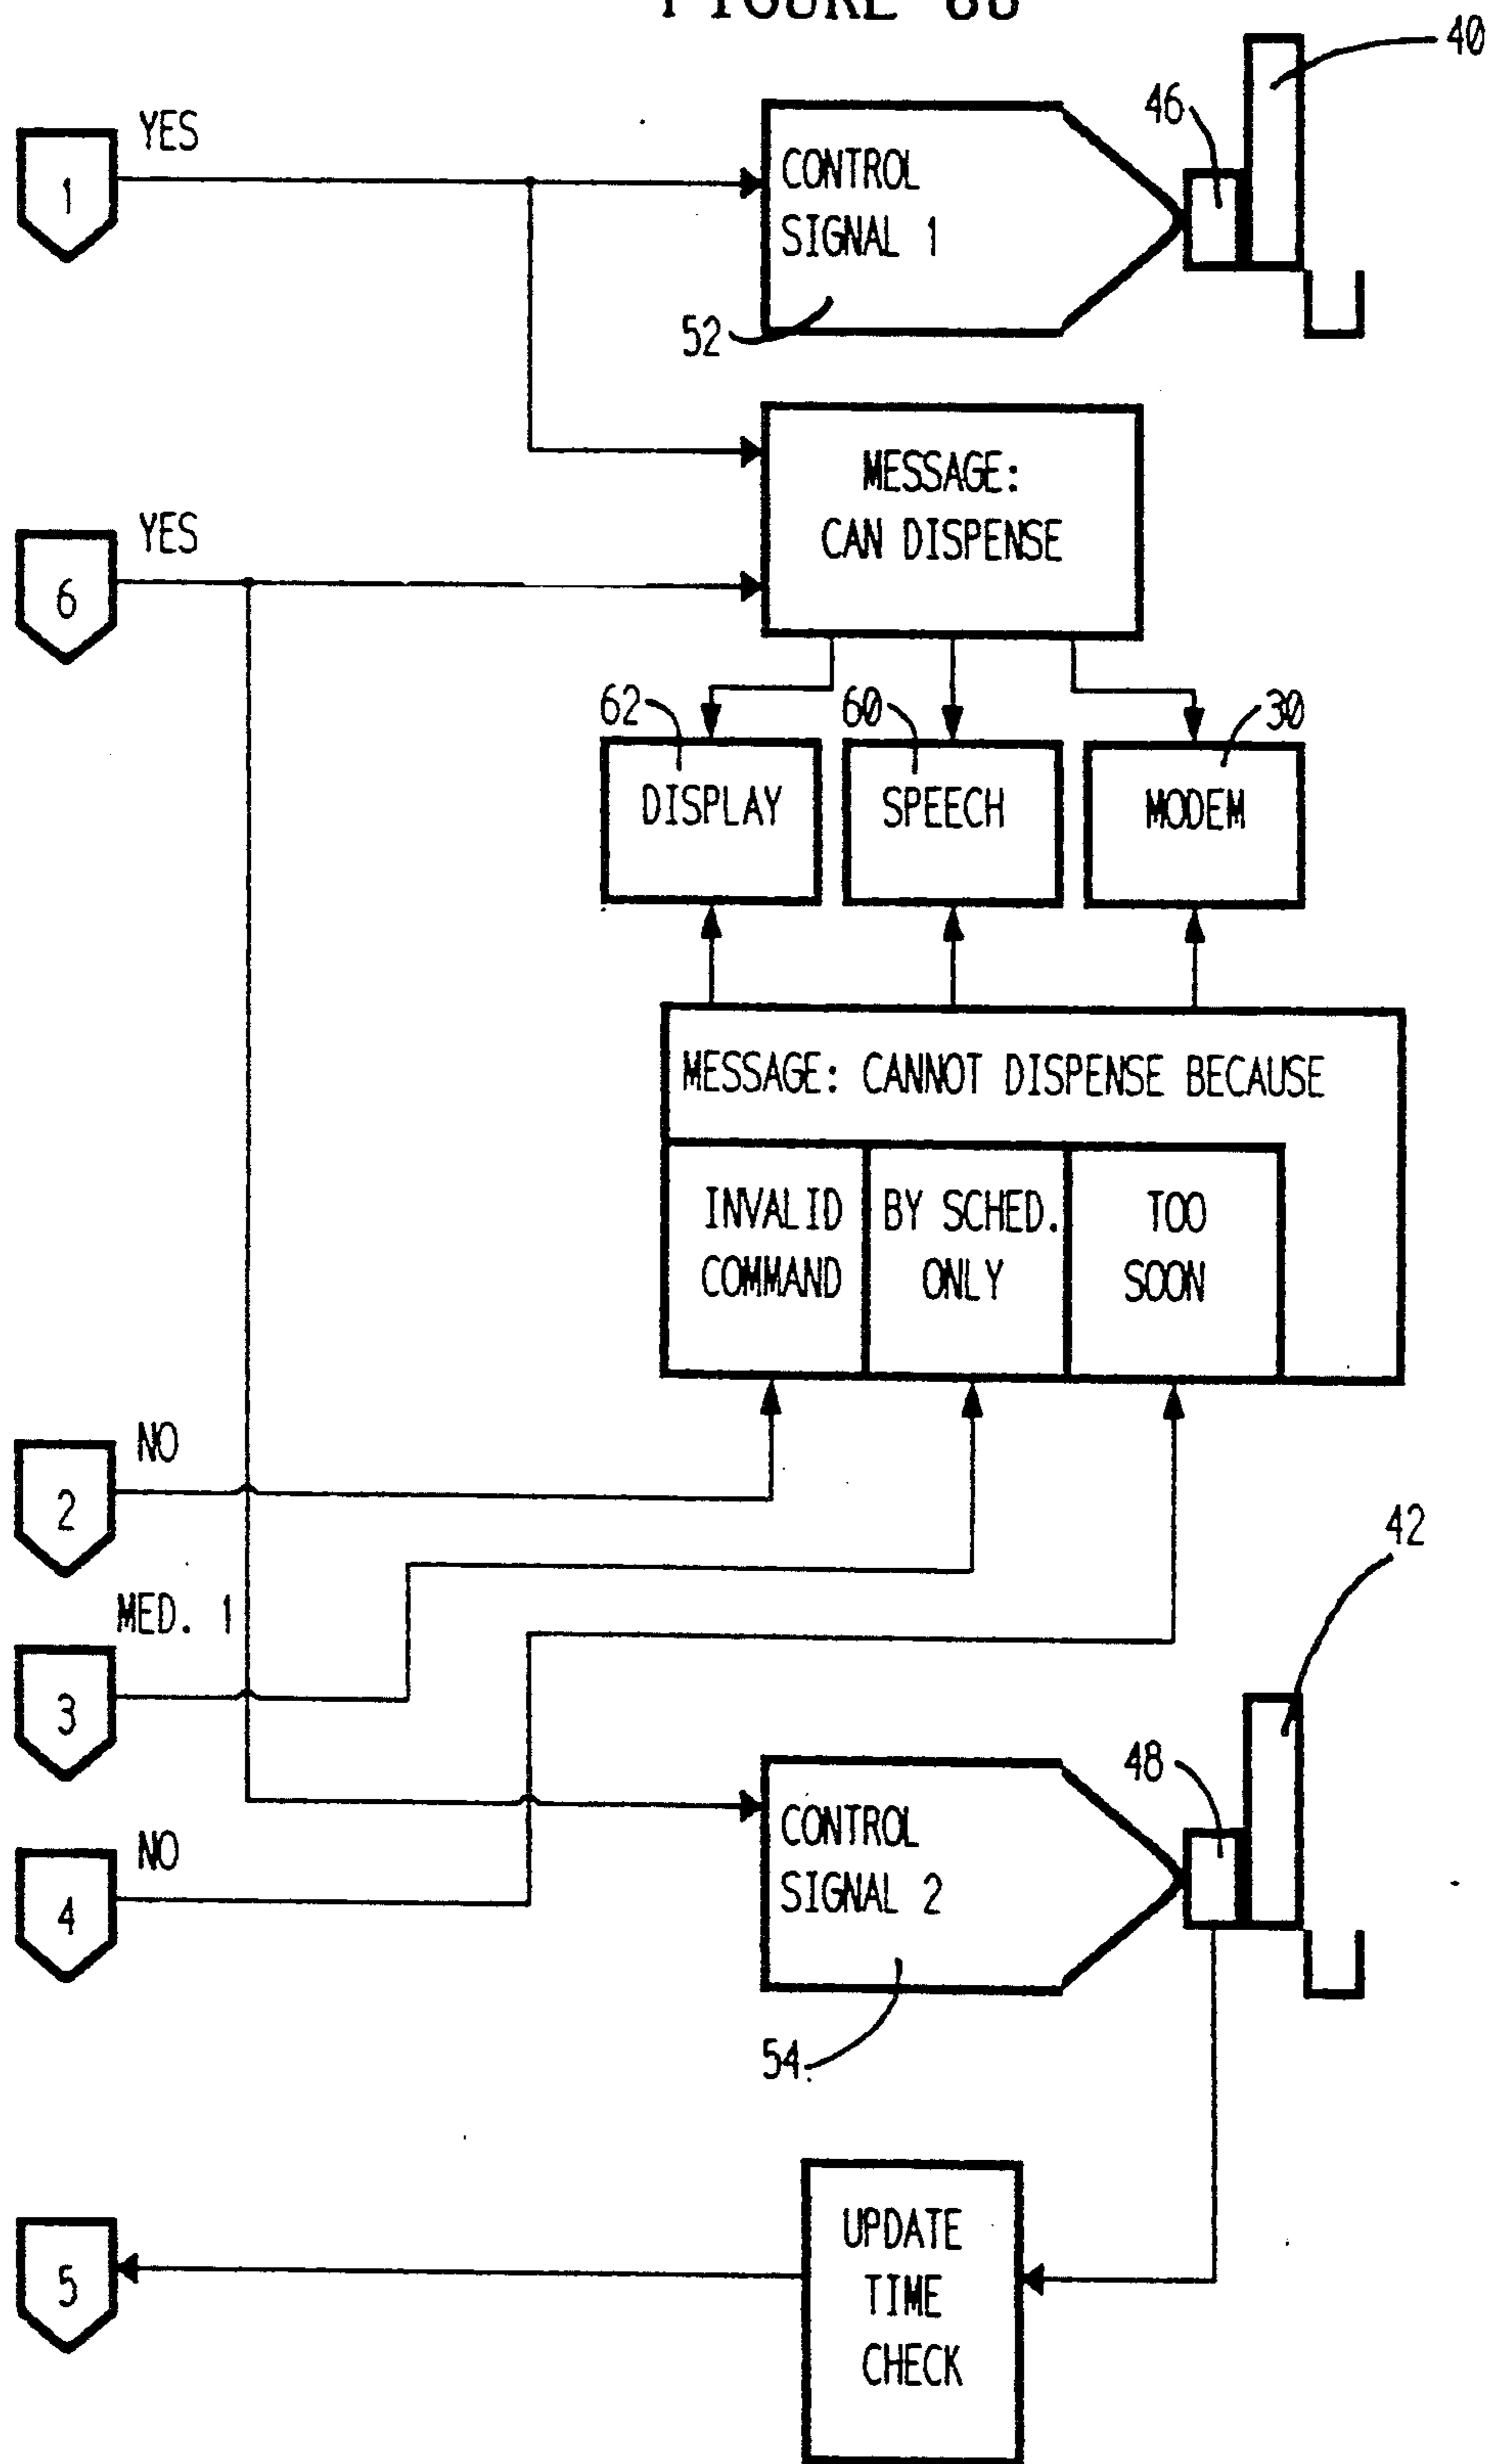 FIGURE
40
46
YES
1
CONTROL
SIGNAL 1
52
MESSAGE:
CAN DISPENSE
YES
6
62
60
30
DISPLAY
SPEECH
MODEM
MESSAGE: CANNOT DISPENSE BECAUSE
INVALID
COMMAND
BY SCHED.
ONLY
TOO
SOON
NO
2
42
MED. 1
3
48
CONTROL
SIGNAL 2
NO
4
54
UPDATE
TIME
CHECK
5